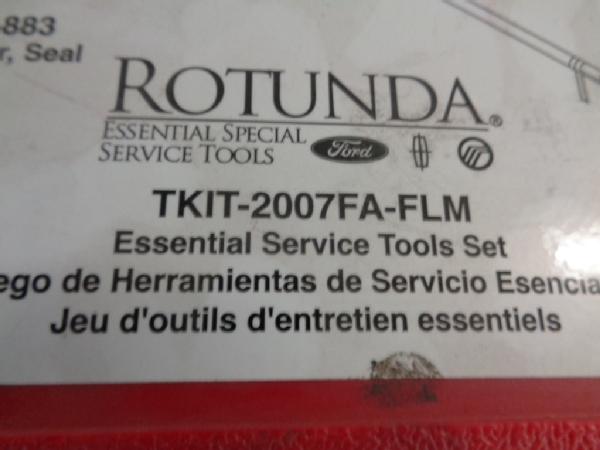 -883
r, Seal
ROTUNDA®
ESSENTIAL SPECIAL
SERVICE TOOLS
Ford
TKIT-2007FA-FLM
Essential Service Tools Set
ego de Herramientas de Servicio Esencia
Jeu d'outils d'entretien essentiels